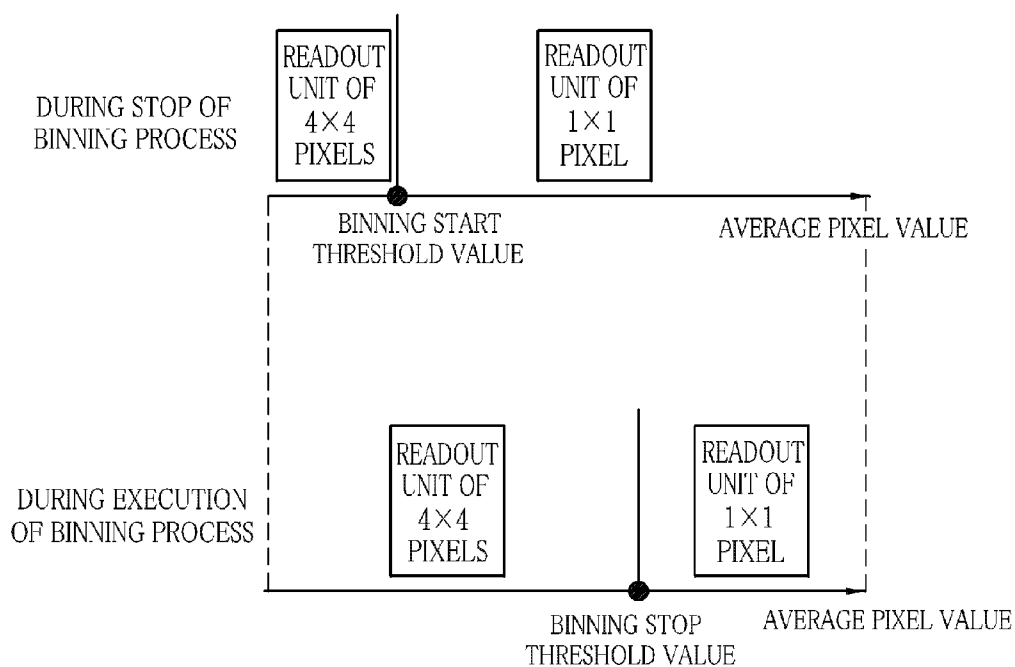 READOUT
UNIT OF
4×4
PIXELS
READOUT
UNIT OF
1×1
PIXEL
DURING STOP OF
BINNING PROCESS
BINNING START
THRESHOLD VALUE
AVERAGE PIXEL VALUE
READOUT
UNIT OF
4×4
PIXELS
READOUT
UNIT OF
1×1
PIXEL
DURING EXECUTION
OF BINNING PROCESS
BINNING STOP
THRESHOLD VALUE
AVERAGE PIXEL VALUE